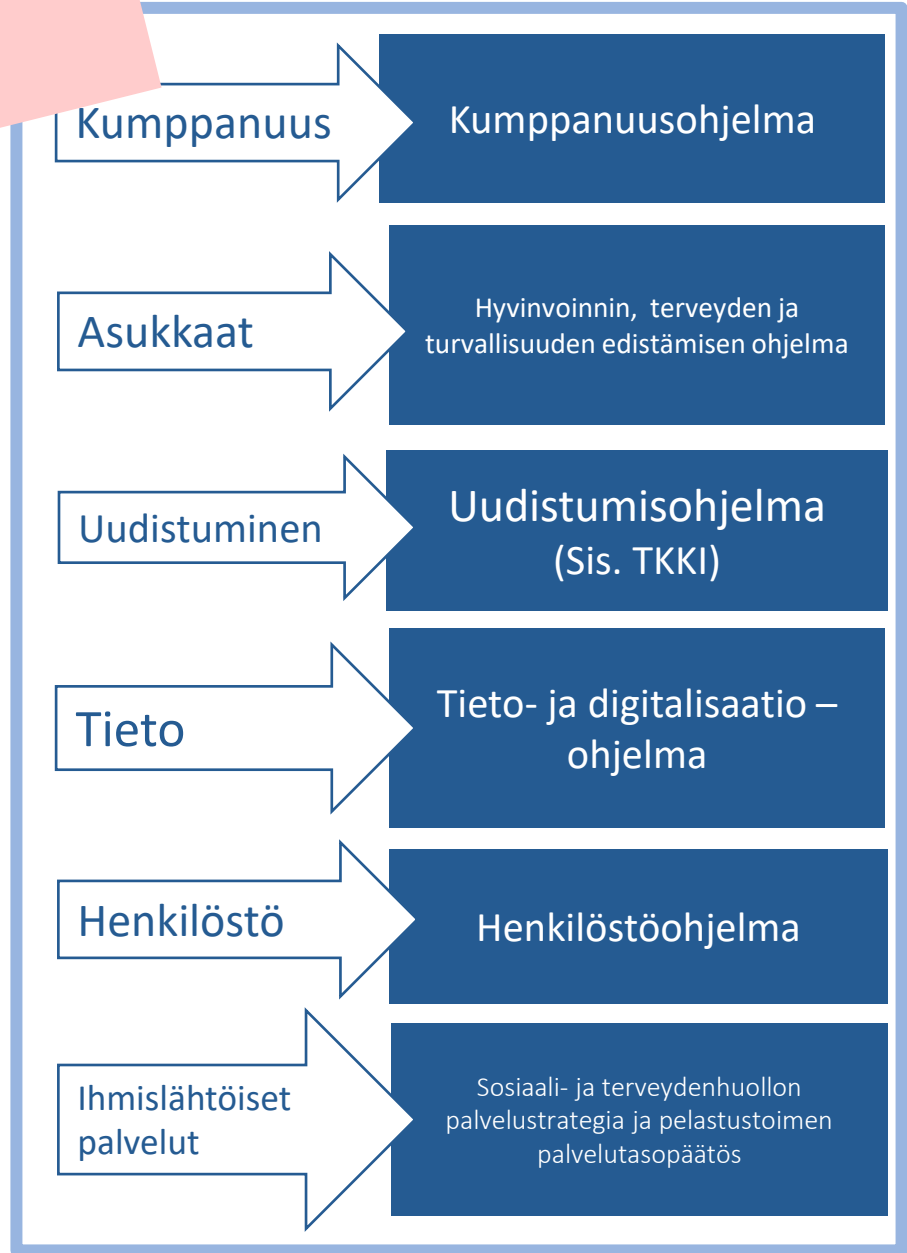 Kumppanuus
Kumppanuusohjelma
Asukkaat
Hyvinvoinnin, terveyden ja
turvallisuuden edistämisen ohjelma
Uudistuminen
Uudistumisohjelma
(Sis. TKKI)
Tieto
Tieto- ja digitalisaatio –
ohjelma
Henkilöstö
Henkilöstöohjelma
Ihmislähtöiset
palvelut
Sosiaali- ja terveydenhuollon
palvelustrategia ja pelastustoimen
palvelutasopäätös